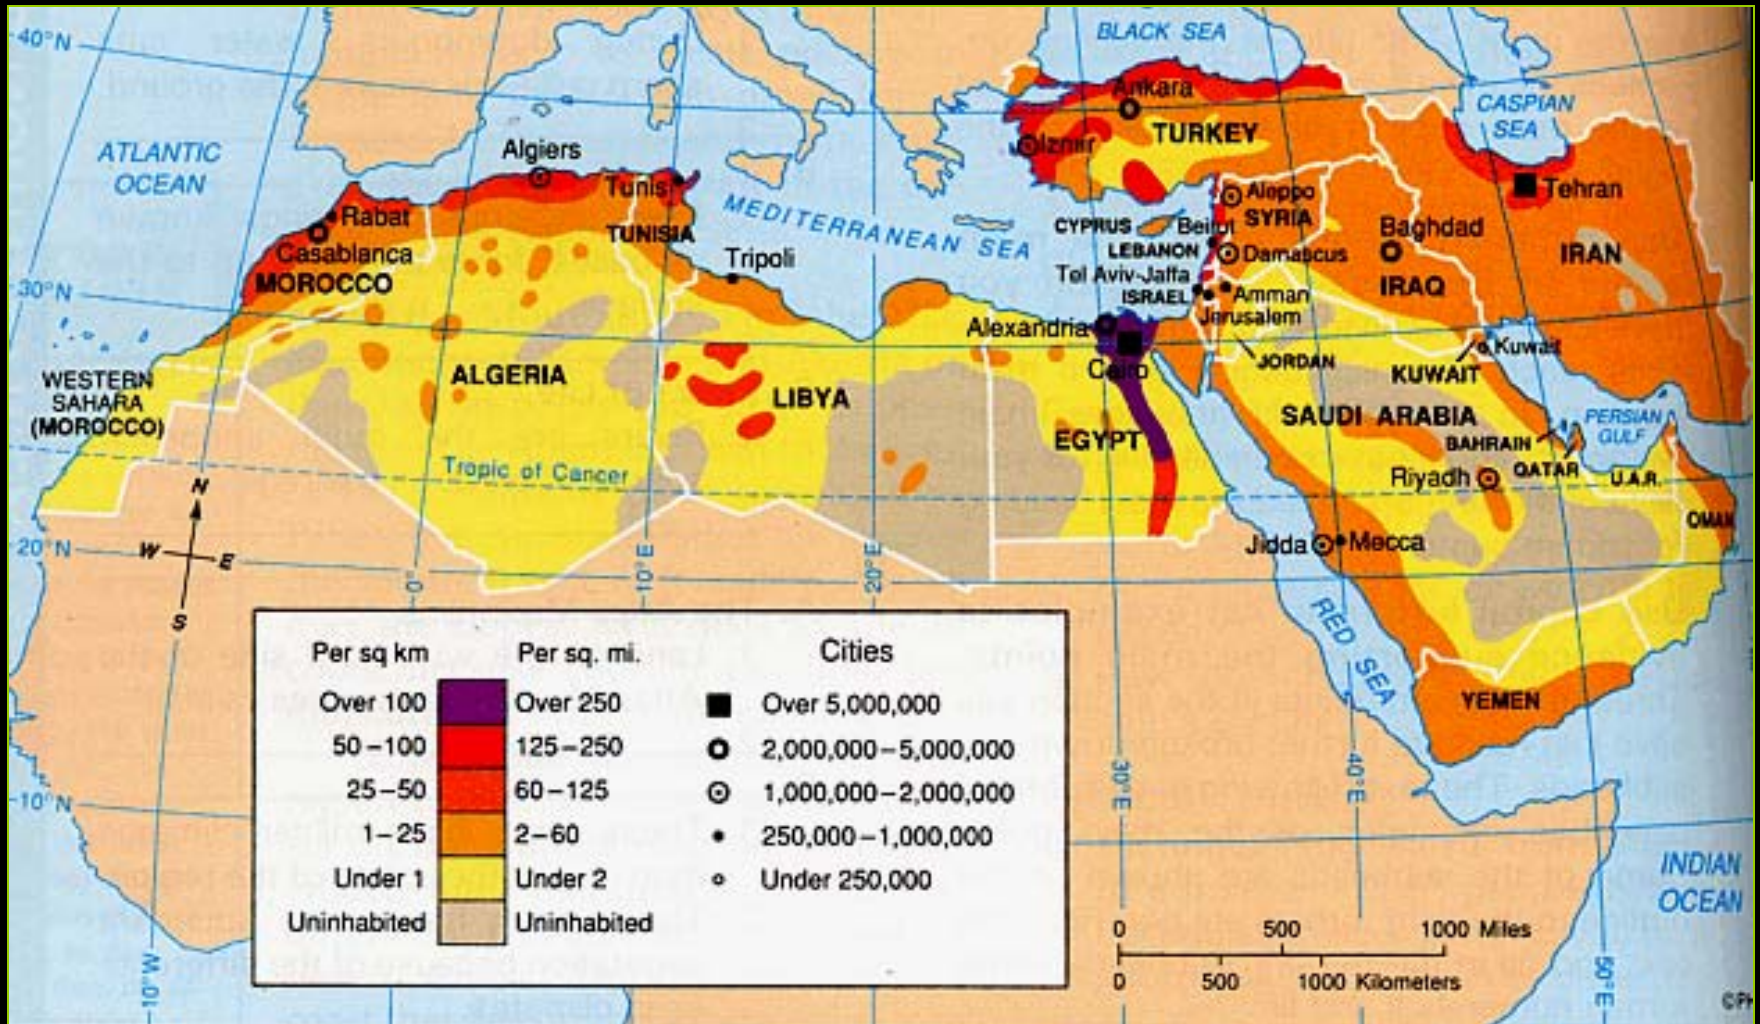 40°N
BLACK SEA
CASPIAN
SEA
ATLANTIC
OCEAN
Ankara
TURKEY
Izmir
Algiers
Tunis
TUNISIA
Rabat
Casablanca
MOROCCO
MEDITERRANEAN SEA
Tripoli
CYPRUS
Aleppo
SYRIA
Beirut
LEBANON
Damascus
Tel Aviv-Jaffa
ISRAEL
Amman
Jerusalem
JORDAN
Baghdad
IRAQ
Tehran
IRAN
30°N
Alexandria
Cairo
EGYPT
Kuwait
KUWAIT
WESTERN
SAHARA
(MOROCCO)
ALGERIA
LIBYA
SAUDI ARABIA
BAHRAIN
PERSIAN
GULF
QATAR
U.A.R.
Riyadh
OMAN
Tropic of Cancer
N
W
E
S
20°N
0°
10°E
20°E
Jidda
Mecca
RED SEA
YEMEN
Per sq km
Per sq. mi.
Cities
Over 100
Over 250
Over 5,000,000
50–100
125–250
2,000,000–5,000,000
25–50
60–125
1,000,000–2,000,000
1–25
2–60
250,000–1,000,000
Under 1
Under 2
Under 250,000
Uninhabited
Uninhabited
10°N
30°E
40°E
INDIAN
OCEAN
0
500
1000 Miles
0
500
1000 Kilometers
10°W
50°E